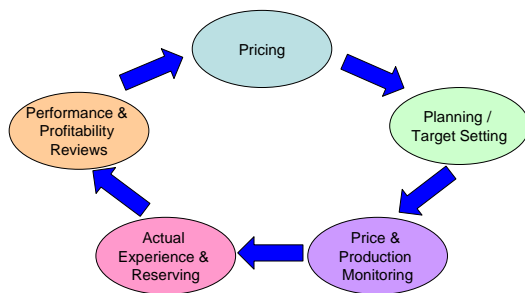 Pricing
Planning /
Target Setting
Price &
Production
Monitoring
Actual
Experience &
Reserving
Performance &
Profitability
Reviews